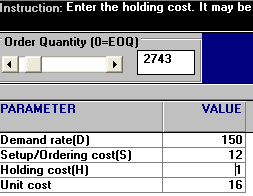 Instruction: Enter the holding cost. It may be
Order Quantity (0=EOQ)
2743
PARAMETER VALUE
Demand rate(D) 150
Setup/Ordering cost(S) 12
Holding cost(H) 1
Unit cost 16